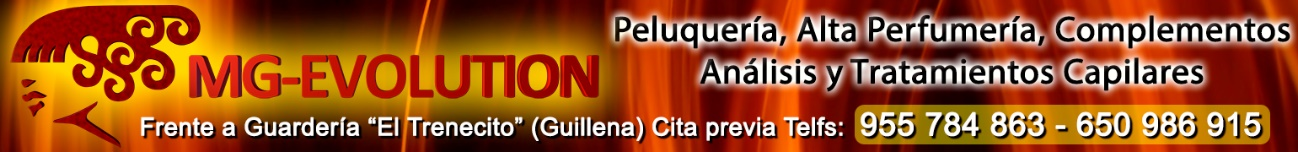 MG-EVOLUTION
Peluquería, Alta Perfumería, Complementos
Análisis y Tratamientos Capilares
Frente a Guardería “El Trenecito” (Guillena) Cita previa Telfs: 955 784 863 - 650 986 915